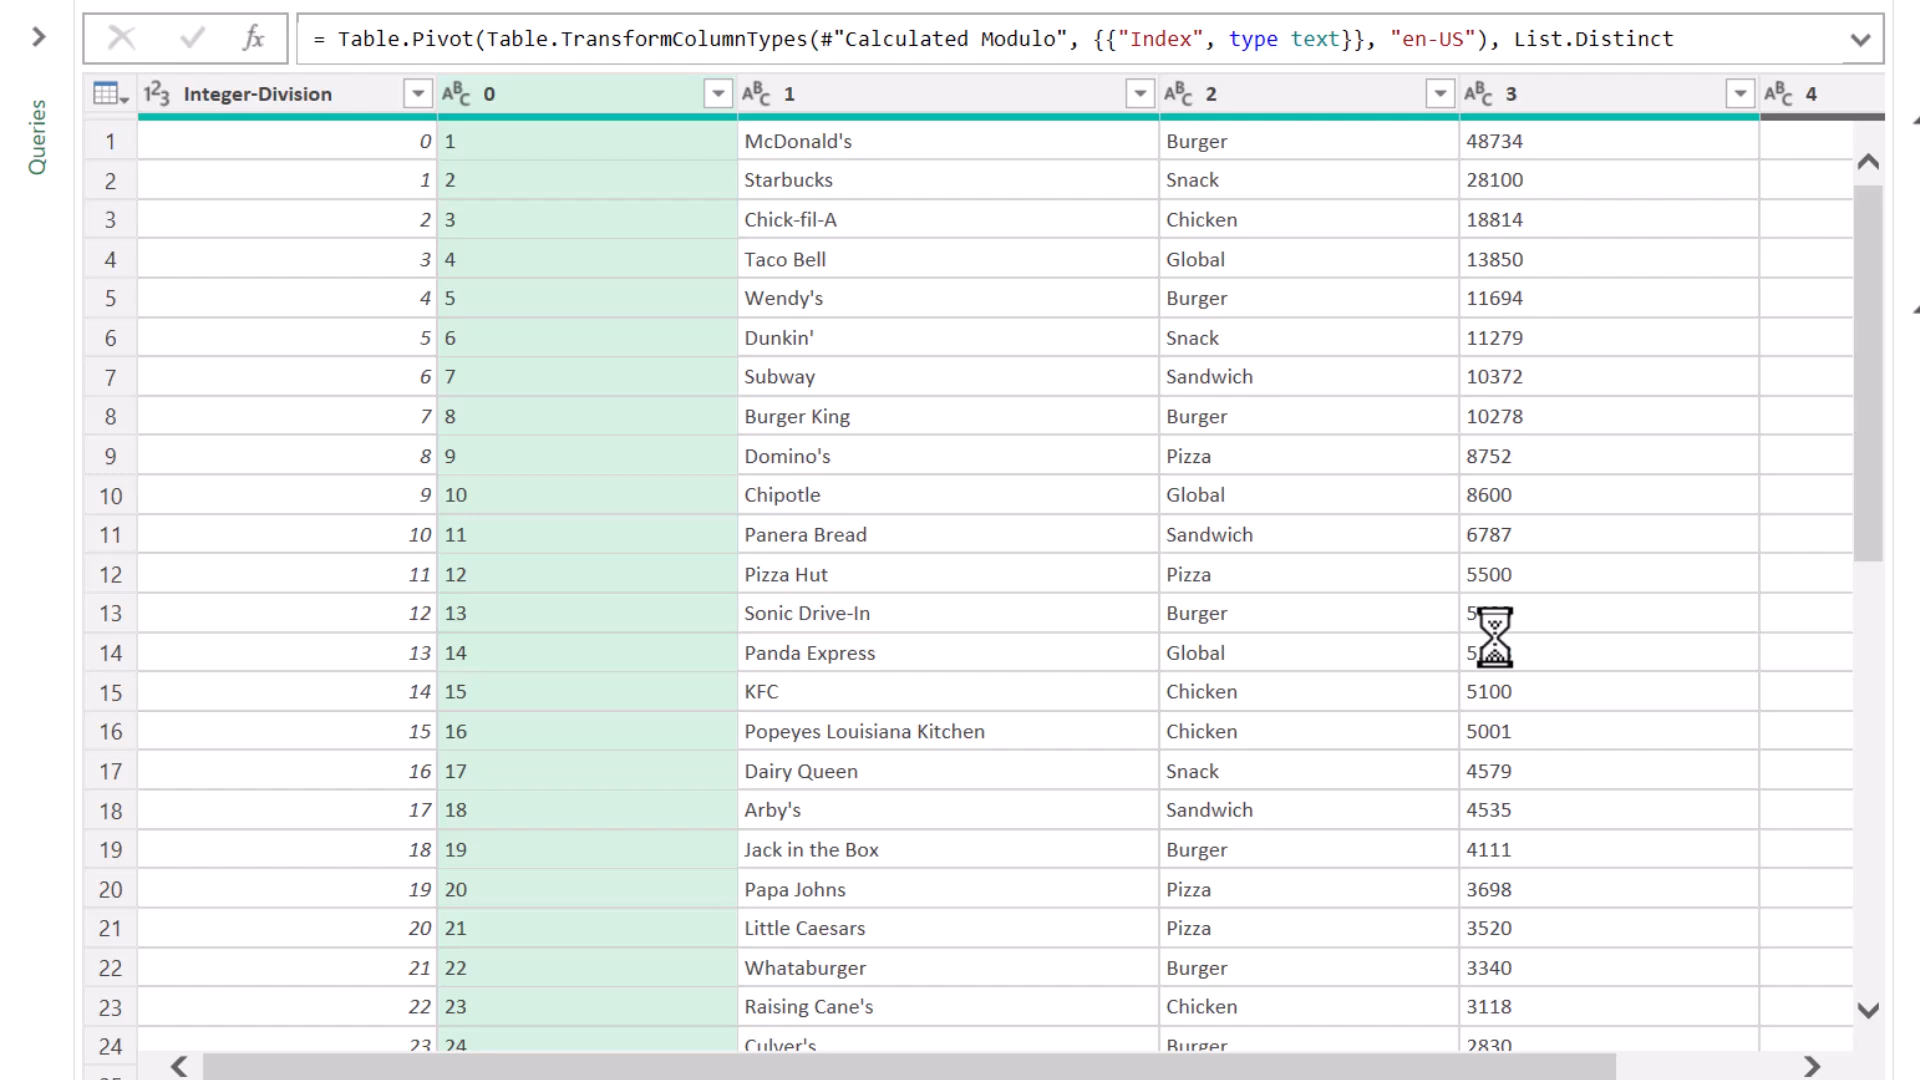 fx = Table.Pivot(Table.TransformColumnTypes(#"Calculated Modulo", {{"Index", type text}}, "en-US"), List.Distinct
Queries
1²3 Integer-Division ABC 0 ABC 1 ABC 2 ABC 3 ABC 4
1 0 1 McDonald's Burger 48734
2 1 2 Starbucks Snack 28100
3 2 3 Chick-fil-A Chicken 18814
4 3 4 Taco Bell Global 13850
5 4 5 Wendy's Burger 11694
6 5 6 Dunkin' Snack 11279
7 6 7 Subway Sandwich 10372
8 7 8 Burger King Burger 10278
9 8 9 Domino's Pizza 8752
10 9 10 Chipotle Global 8600
11 10 11 Panera Bread Sandwich 6787
12 11 12 Pizza Hut Pizza 5500
13 12 13 Sonic Drive-In Burger
14 13 14 Panda Express Global
15 14 15 KFC Chicken 5100
16 15 16 Popeyes Louisiana Kitchen Chicken 5001
17 16 17 Dairy Queen Snack 4579
18 17 18 Arby's Sandwich 4535
19 18 19 Jack in the Box Burger 4111
20 19 20 Papa Johns Pizza 3698
21 20 21 Little Caesars Pizza 3520
22 21 22 Whataburger Burger 3340
23 22 23 Raising Cane's Chicken 3118
24 23 24 Culver's Burger 2830